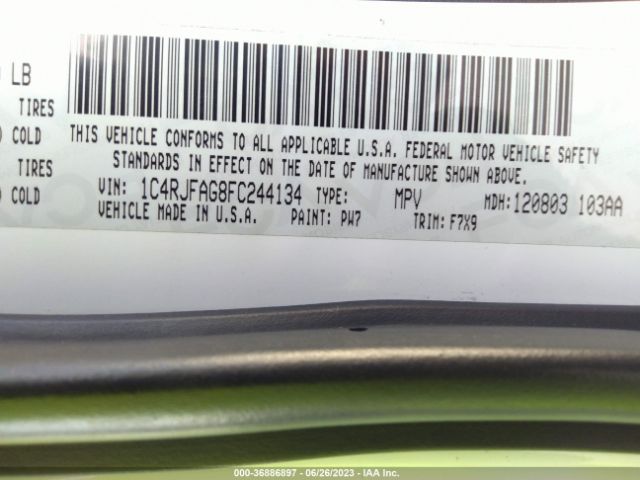 LB
TIRES
COLD
TIRES
COLD
THIS VEHICLE CONFORMS TO ALL APPLICABLE U.S.A. FEDERAL MOTOR VEHICLE SAFETY
STANDARDS IN EFFECT ON THE DATE OF MANUFACTURE SHOWN ABOVE.
VIN: 1C4RJFAG8FC244134 TYPE: MPV MDH:120803 103AA
VEHICLE MADE IN U.S.A. PAINT: PW7 TRIM: F7X9
000-36886897 / 06/26/2023 - IAA Inc.